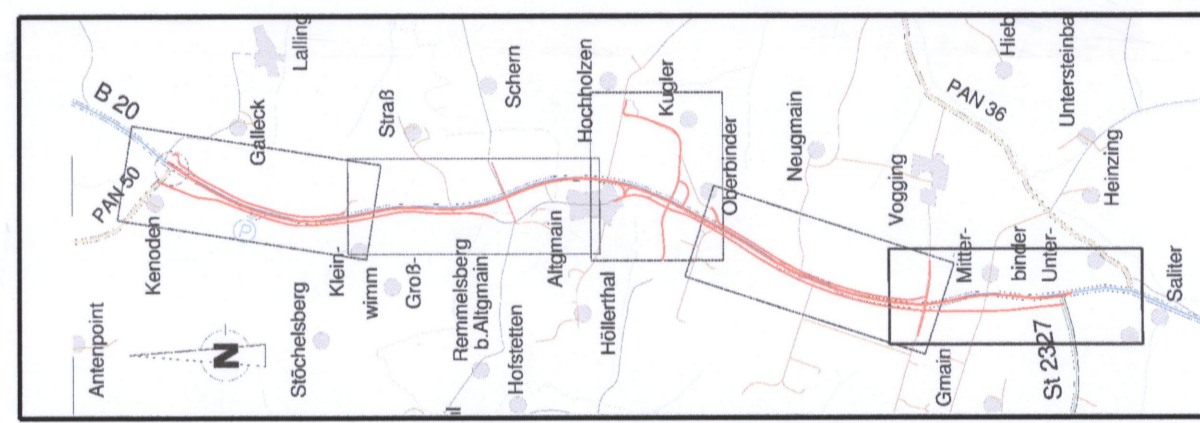 B 20
Lalling
Galleck
PAN 50
Kenoden
Antenpoint
N
Straß
Schern
Klein-
wimm
Groß-
Stöchelsberg
Remmelsberg
b.Altgmain
Hofstetten
Altgmain
Hochholzen
Kugler
Höllerthal
Oberbinder
Neugmain
Vogging
PAN 36
Hieb
Untersteinba
Heinzing
Mitter-
binder
Unter-
Saliter
Gmain
St 2327